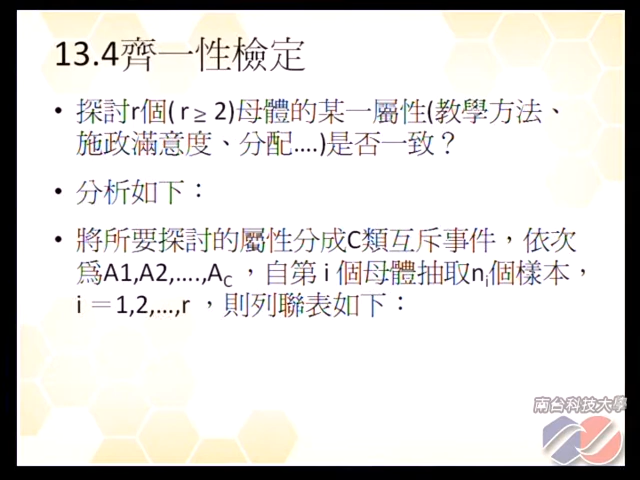 13.4齊一性檢定
• 探討r個( r ≥ 2)母體的某一屬性(教學方法、
施政滿意度、分配....)是否一致？
• 分析如下：
• 將所要探討的屬性分成C類互斥事件，依次
為A1,A2,....,AC ，自第 i 個母體抽取ni個樣本，
i ＝1,2,...,r ，則列聯表如下：
南台科技大學